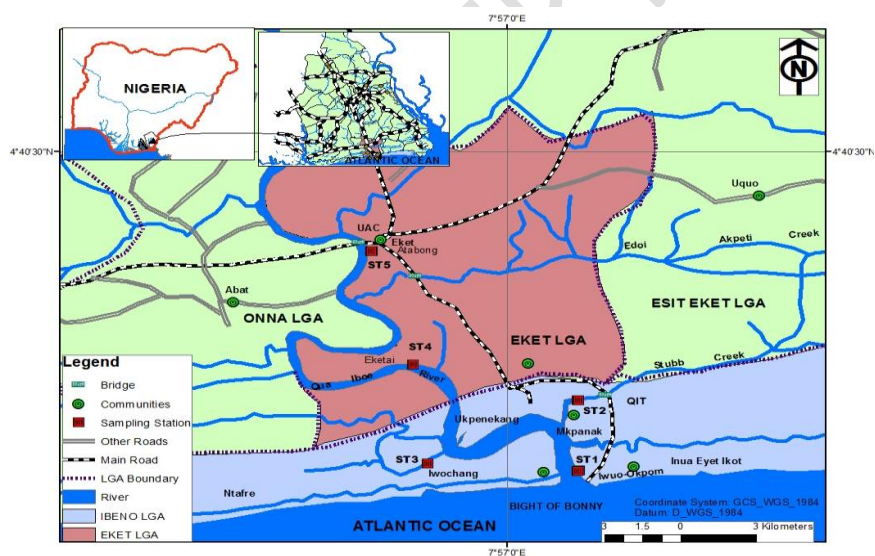 7°57'0"E
NIGERIA
ATLANTIC OCEAN
N
4°40'30"N
4°40'30"N
Uquo
UAC
Eket
Atabong
ST5
Edoi
Akpeti
Creek
Abat
ONNA LGA
ESIT EKET LGA
ST4
EKET LGA
Eketai
Stubb
Creek
Qua
Iboe
River
QIT
ST2
Ukpenekang
Mkpanak
ST3
Iwochang
ST1
Inua Eyet Ikot
Iwuo-Okpom
Ntafre
BIGHT OF BONNY
ATLANTIC OCEAN
Legend
Bridge
Communities
Sampling Station
Other Roads
Main Road
LGA Boundary
River
IBENO LGA
EKET LGA
Coordinate System: GCS_WGS_1984
Datum: D_WGS_1984
3 1.5 0 3 Kilometers
7°57'0"E